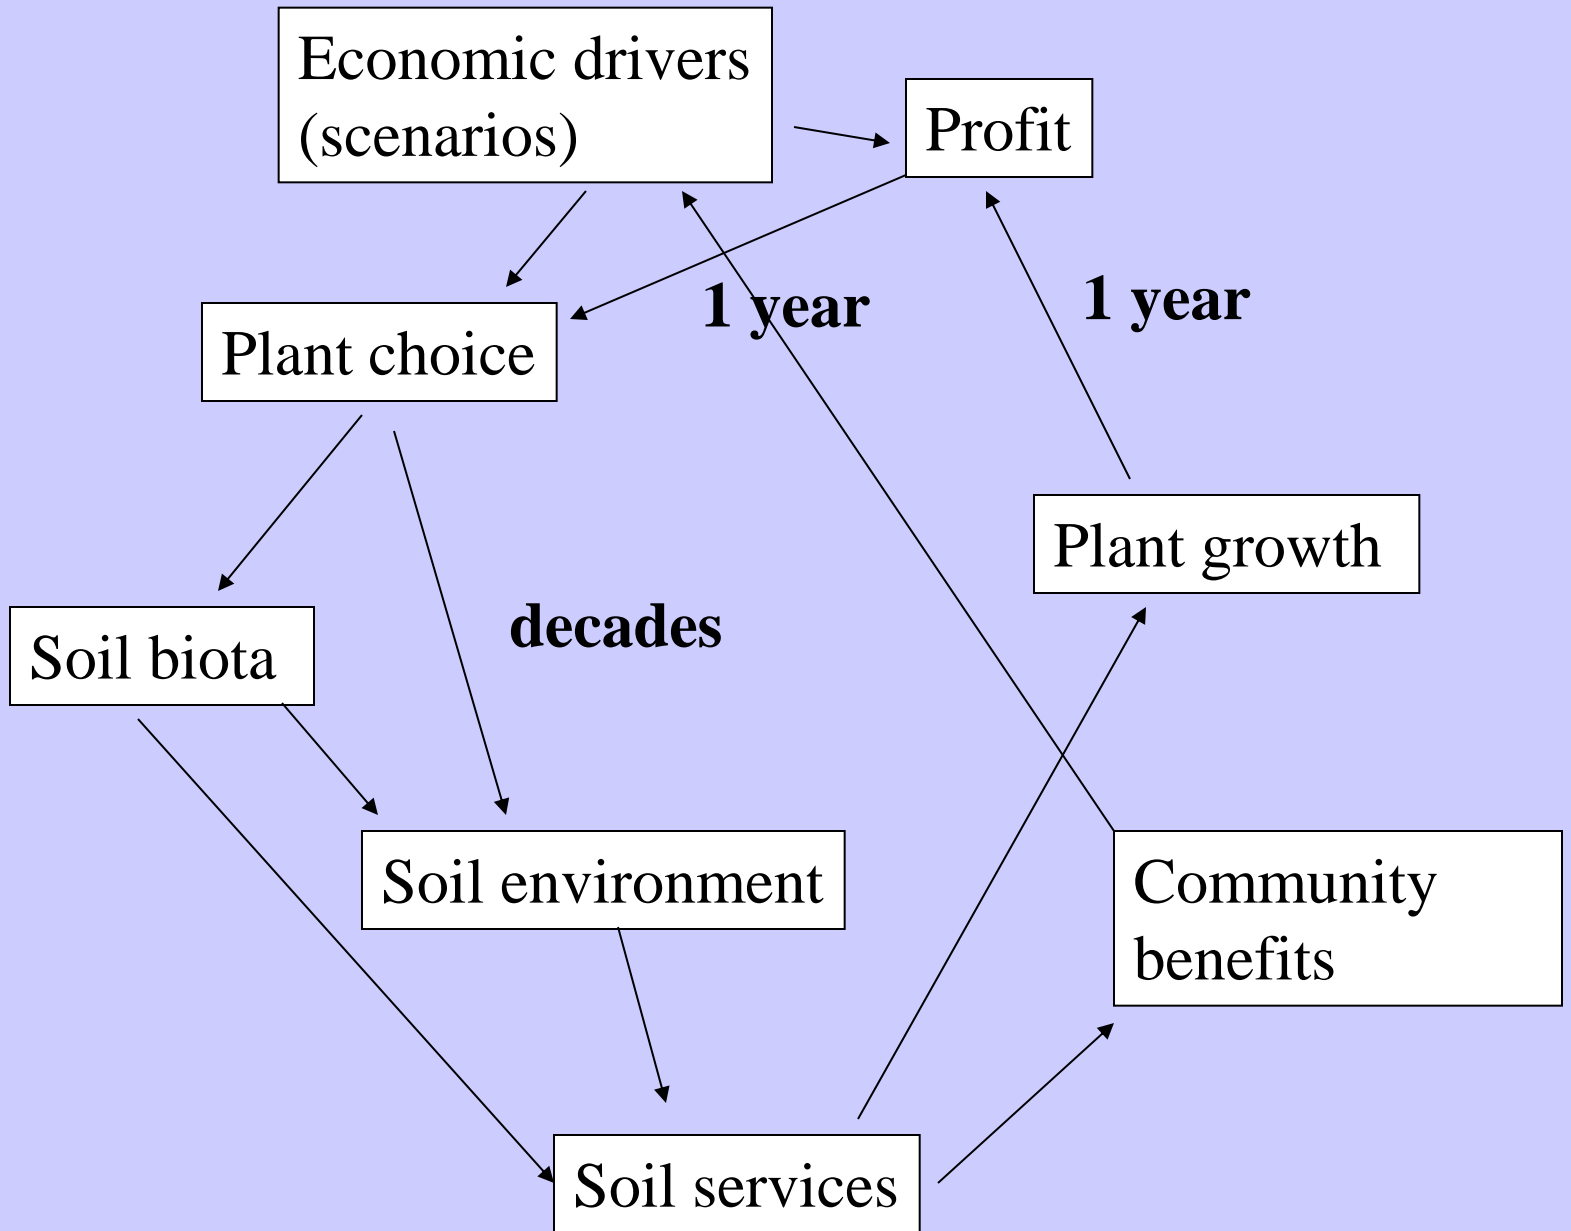 Economic drivers
(scenarios)
Profit
1 year
1 year
Plant choice
Plant growth
decades
Soil biota
Soil environment
Community
benefits
Soil services